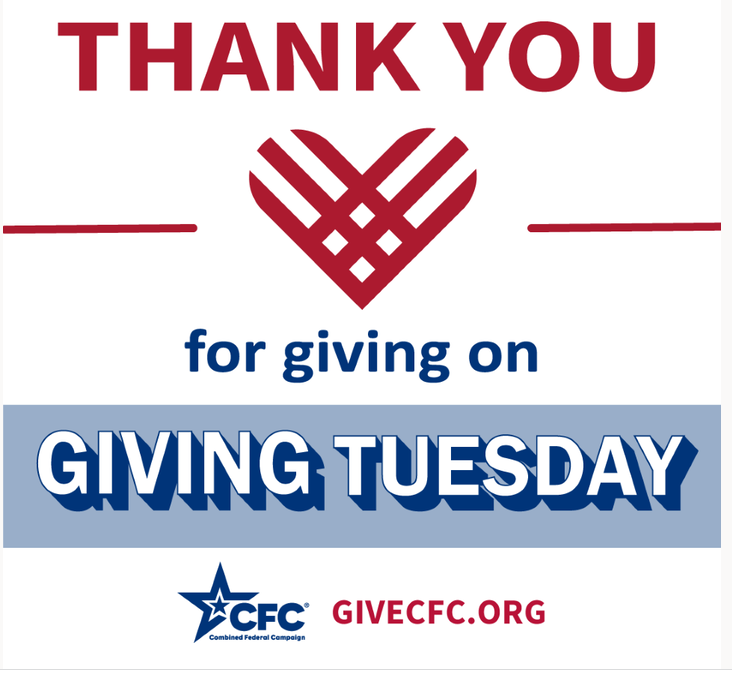 THANK YOU
for giving on
GIVING TUESDAY
CFC®
Combined Federal Campaign
GIVECFC.ORG